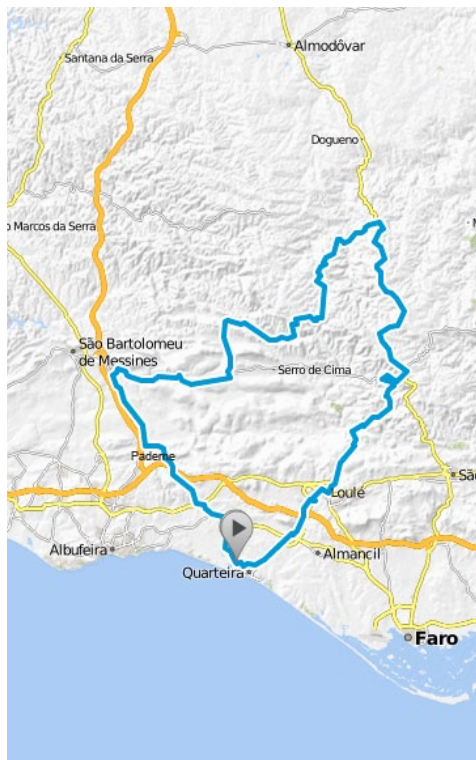 Almodôvar
Santana da Serra
Dogueno
o Marcos da Serra
São Bartolomeu
de Messines
Serro de Cima
Paderne
São
Loulé
Albufeira
Almancil
Quarteira
Faro